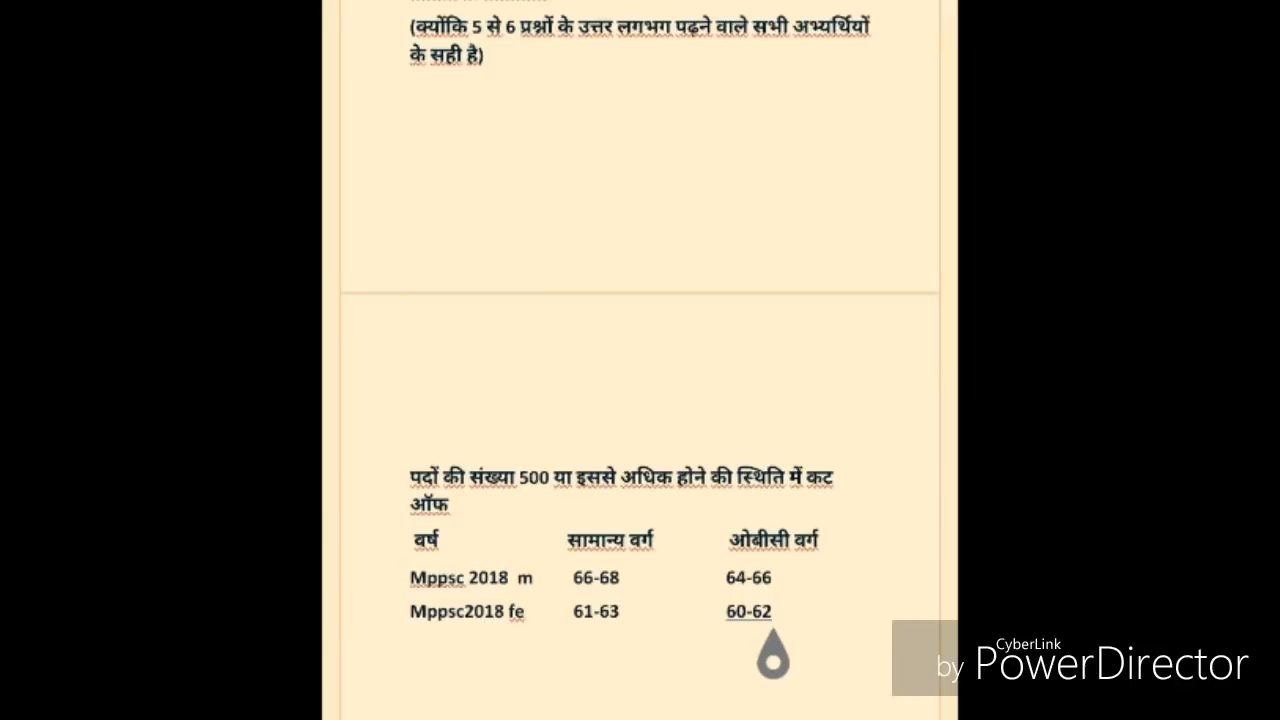 (क्योंकि 5 से 6 प्रश्नों के उत्तर लगभग पढ़ने वाले सभी अभ्यर्थियों
के सही है)
पदों की संख्या 500 या इससे अधिक होने की स्थिति में कट
ऑफ
वर्ष सामान्य वर्ग ओबीसी वर्ग
Mppsc 2018 m 66-68 64-66
Mppsc2018 fe 61-63 60-62
CyberLink
by PowerDirector